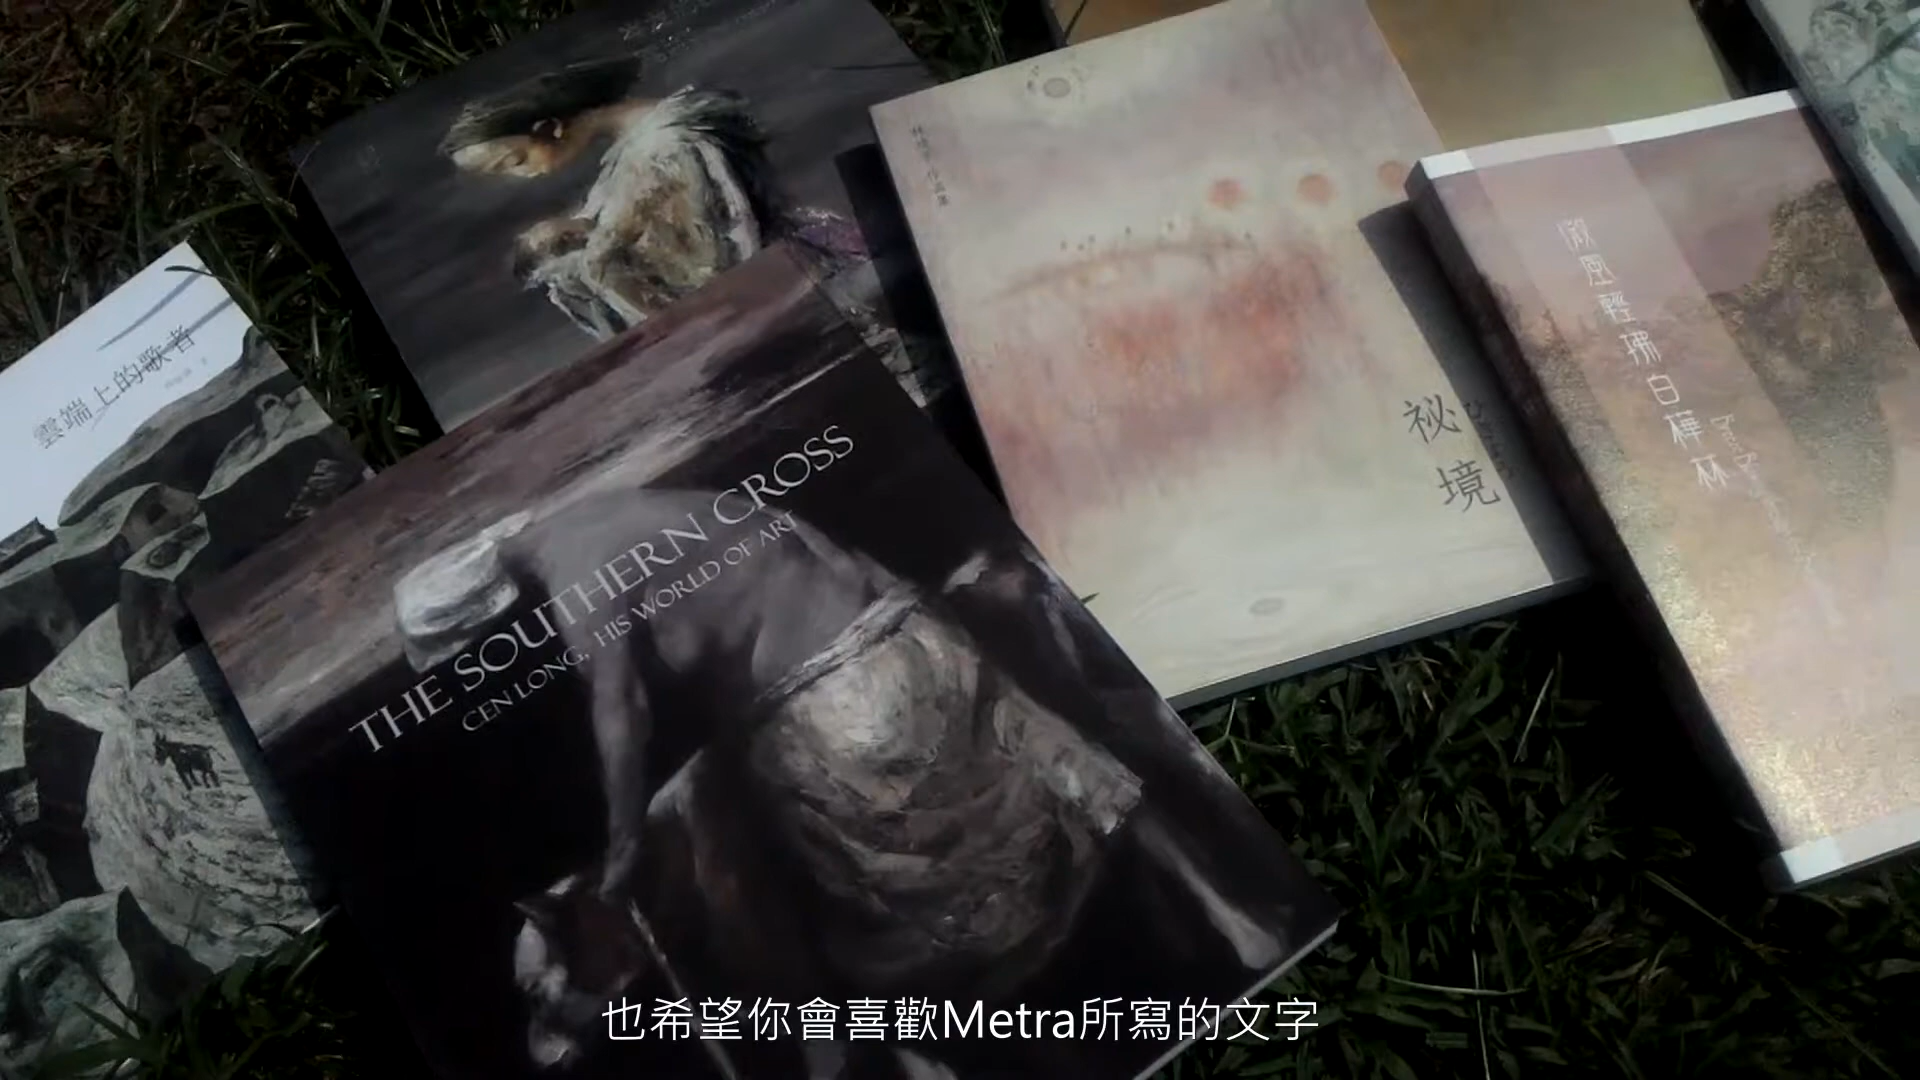 雲端上的歌者
THE SOUTHERN CROSS
CEN LONG, HIS WORLD OF ART
祕境
微風輕拂白樺林
也希望你會喜歡Metra所寫的文字